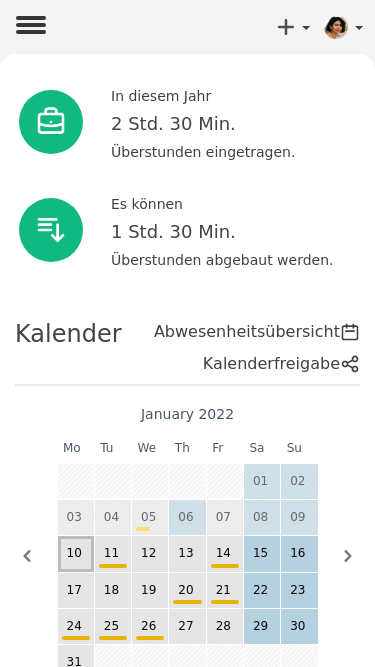 In diesem Jahr
2 Std. 30 Min.
Überstunden eingetragen.
Es können
1 Std. 30 Min.
Überstunden abgebaut werden.
Kalender
Abwesenheitsübersicht
Kalenderfreigabe
January 2022
Mo Tu We Th Fr Sa Su
01 02
03 04 05 06 07 08 09
10 11 12 13 14 15 16
17 18 19 20 21 22 23
24 25 26 27 28 29 30
31